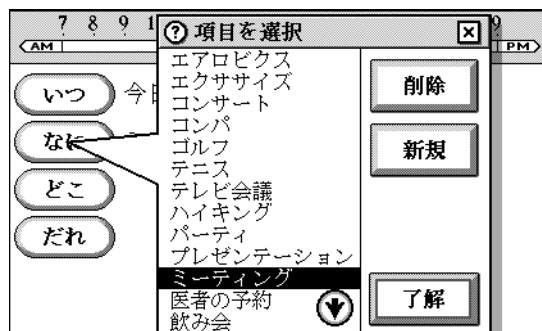 7 8 9 1
9
AM
PM
項目を選択
いつ
今日
なに
どこ
だれ
エアロビクス
エクササイズ
コンサート
コンパ
ゴルフ
テニス
テレビ会議
ハイキング
パーティ
プレゼンテーション
ミーティング
医者の予約
飲み会
削除
新規
了解